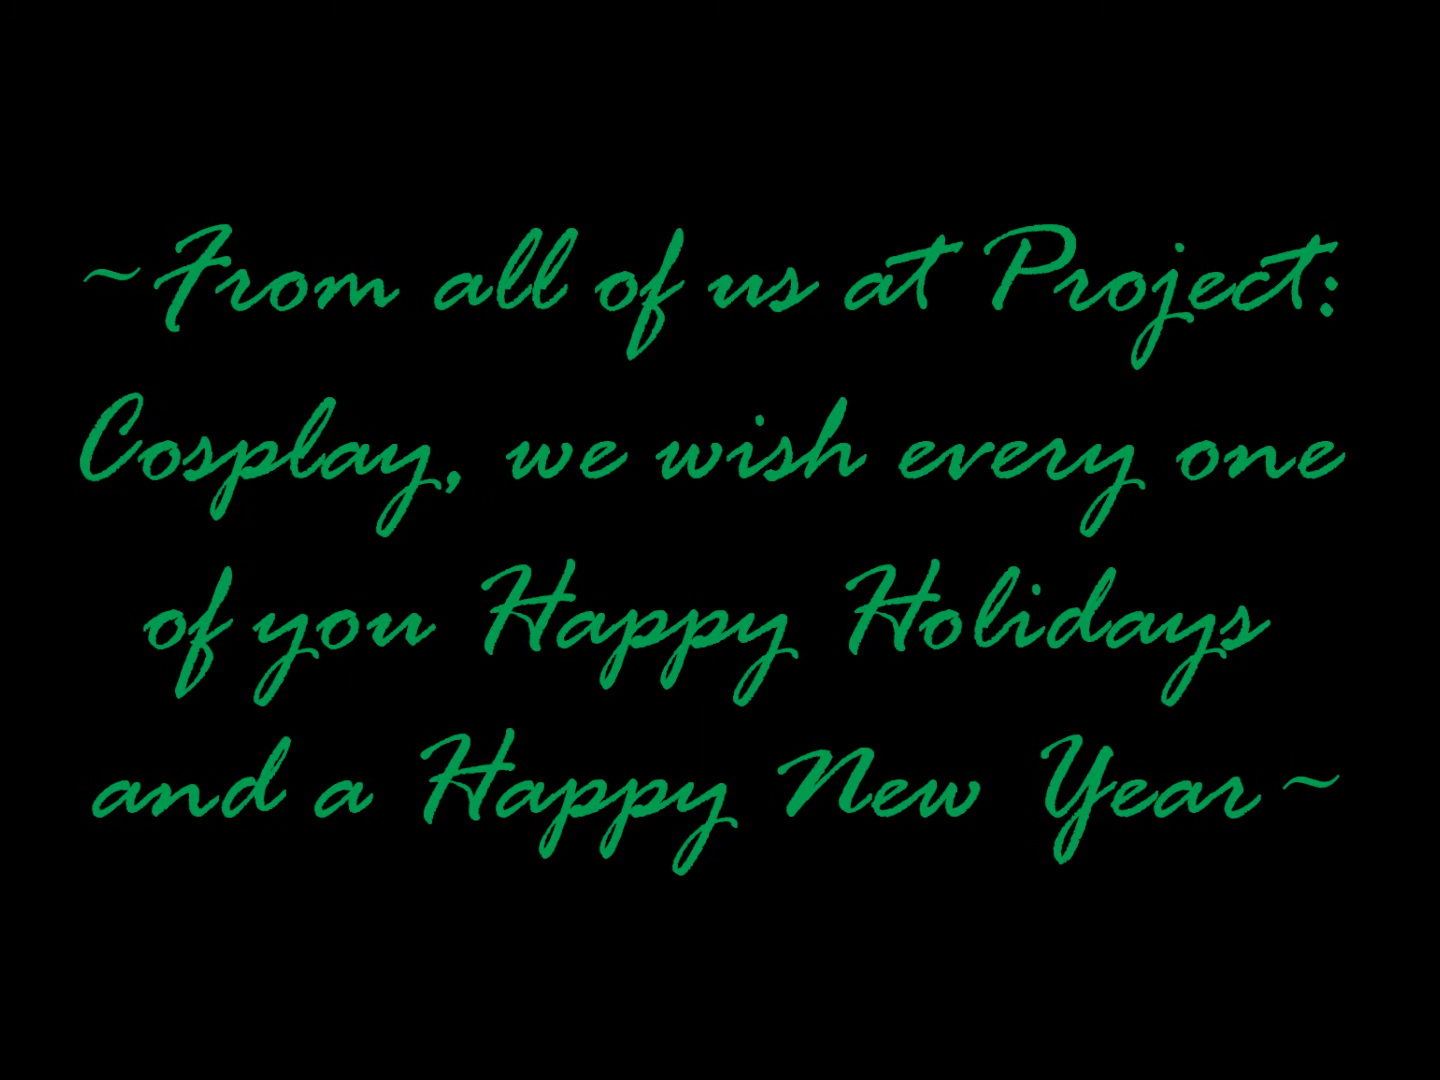 ~From all of us at Project:
Cosplay, we wish every one
of you Happy Holidays
and a Happy New Year~